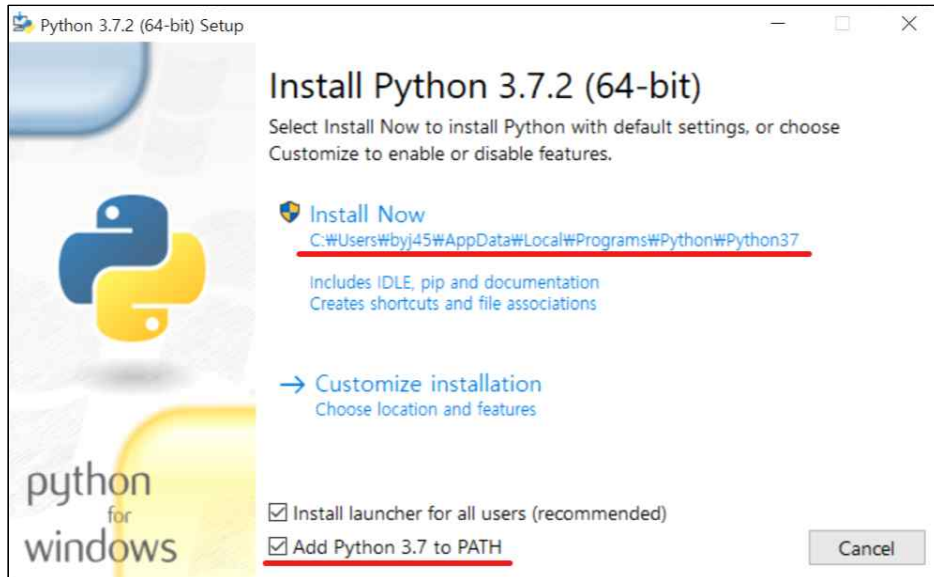 Python 3.7.2 (64-bit) Setup
Install Python 3.7.2 (64-bit)
Select Install Now to install Python with default settings, or choose
Customize to enable or disable features.
Install Now
C:₩Users₩byj45₩AppData₩Local₩Programs₩Python₩Python37
Includes IDLE, pip and documentation
Creates shortcuts and file associations
→ Customize installation
Choose location and features
python
for
windows
Install launcher for all users (recommended)
Add Python 3.7 to PATH
Cancel